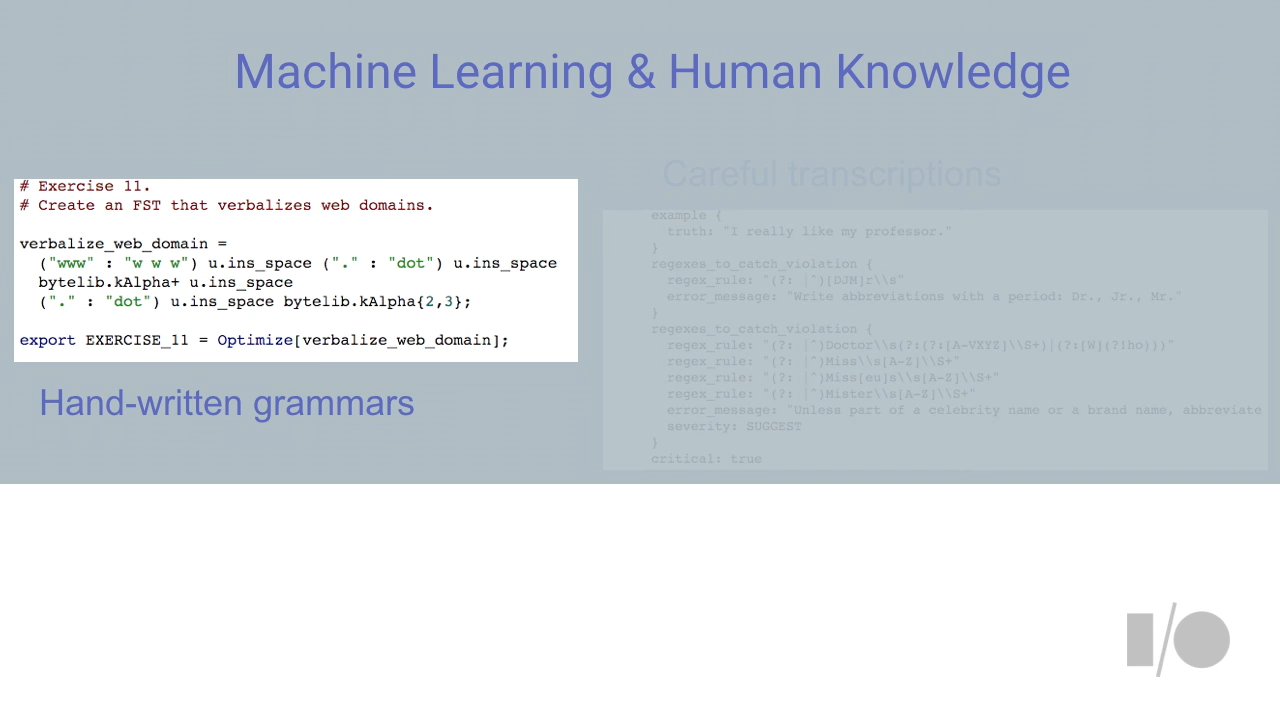 Machine Learning & Human Knowledge
# Exercise 11.
# Create an FST that verbalizes web domains.
verbalize_web_domain =
("www" : "w w w") u.ins_space ("." : "dot") u.ins_space
bytelib.kAlpha+ u.ins_space
("." : "dot") u.ins_space bytelib.kAlpha{2,3};
export EXERCISE_11 = Optimize[verbalize_web_domain];
Hand-written grammars
Careful transcriptions
example {
truth: "I really like my professor."
}
regexes_to_catch_violation {
regex_rule: "(?: |^)[DJM]r\\s"
error_message: "Write abbreviations with a period: Dr., Jr., Mr."
}
regexes_to_catch_violation {
regex_rule: "(?: |^)Doctor\\s(?:(?:[A-VXYZ]\\S+)|(?:[W](?!ho)))"
regex_rule: "(?: |^)Miss\\s[A-Z]\\S+"
regex_rule: "(?: |^)Miss[eu]s\\s[A-Z]\\S+"
regex_rule: "(?: |^)Mister\\s[A-Z]\\S+"
error_message: "Unless part of a celebrity name or a brand name, abbreviate
severity: SUGGEST
}
critical: true
I/O